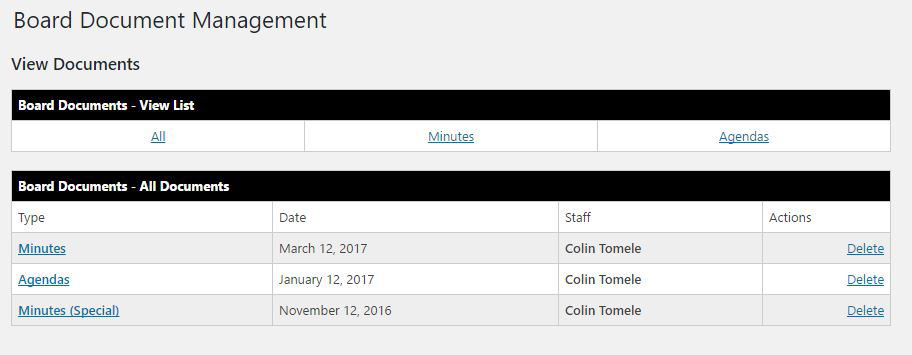 Board Document Management
View Documents
Board Documents - View List
All Minutes Agendas
Board Documents - All Documents
Type Date Staff Actions
Minutes March 12, 2017 Colin Tomele Delete
Agendas January 12, 2017 Colin Tomele Delete
Minutes (Special) November 12, 2016 Colin Tomele Delete